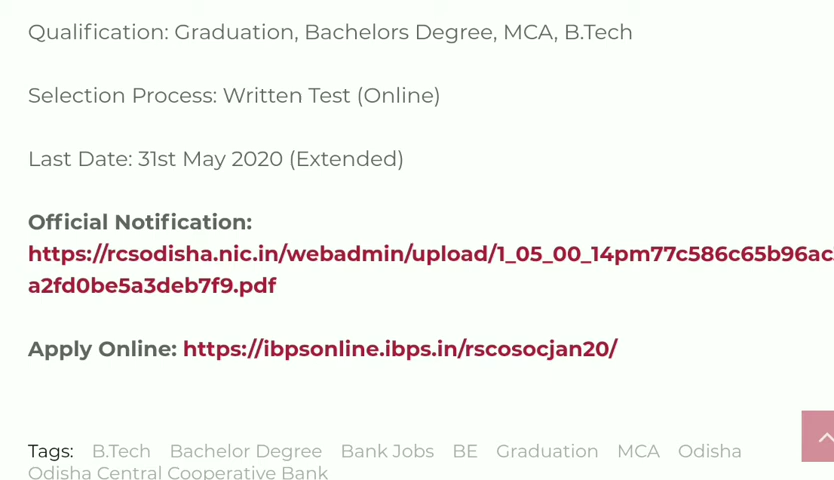 Qualification: Graduation, Bachelors Degree, MCA, B.Tech
Selection Process: Written Test (Online)
Last Date: 31st May 2020 (Extended)
Official Notification:
https://rcsodisha.nic.in/webadmin/upload/1_05_00_14pm77c586c65b96ac
a2fd0be5a3deb7f9.pdf
Apply Online: https://ibpsonline.ibps.in/rscosocjan20/
Tags: B.Tech Bachelor Degree Bank Jobs BE Graduation MCA Odisha
Odisha Central Cooperative Bank